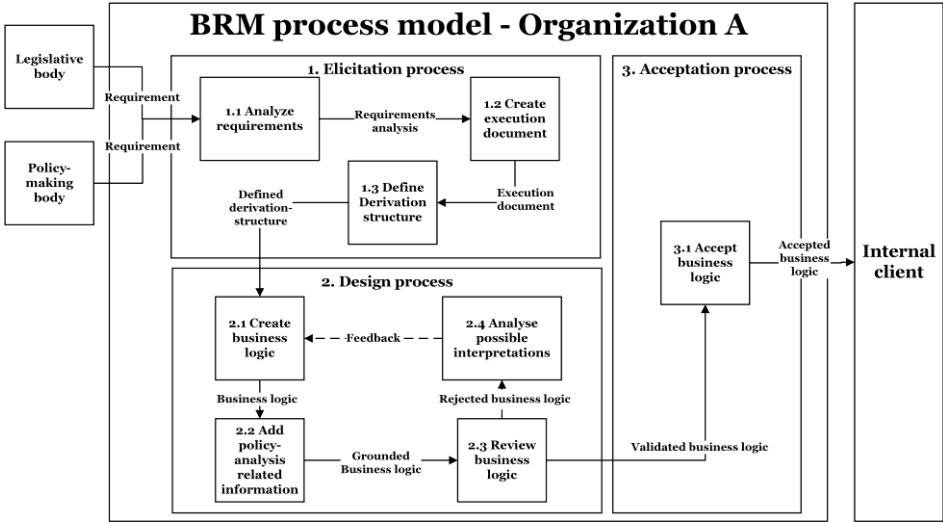 BRM process model - Organization A
Legislative
body
Policy-
making
body
Requirement
Requirement
1. Elicitation process
1.1 Analyze
requirements
Requirements
analysis
1.2 Create
execution
document
Execution
document
1.3 Define
Derivation
structure
Defined
derivation-
structure
2. Design process
2.1 Create
business
logic
Feedback
2.4 Analyse
possible
interpretations
Business logic
Rejected business logic
2.2 Add
policy-
analysis
related
information
Grounded
Business logic
2.3 Review
business
logic
Validated business logic
3. Acceptation process
3.1 Accept
business
logic
Accepted
business
logic
Internal
client